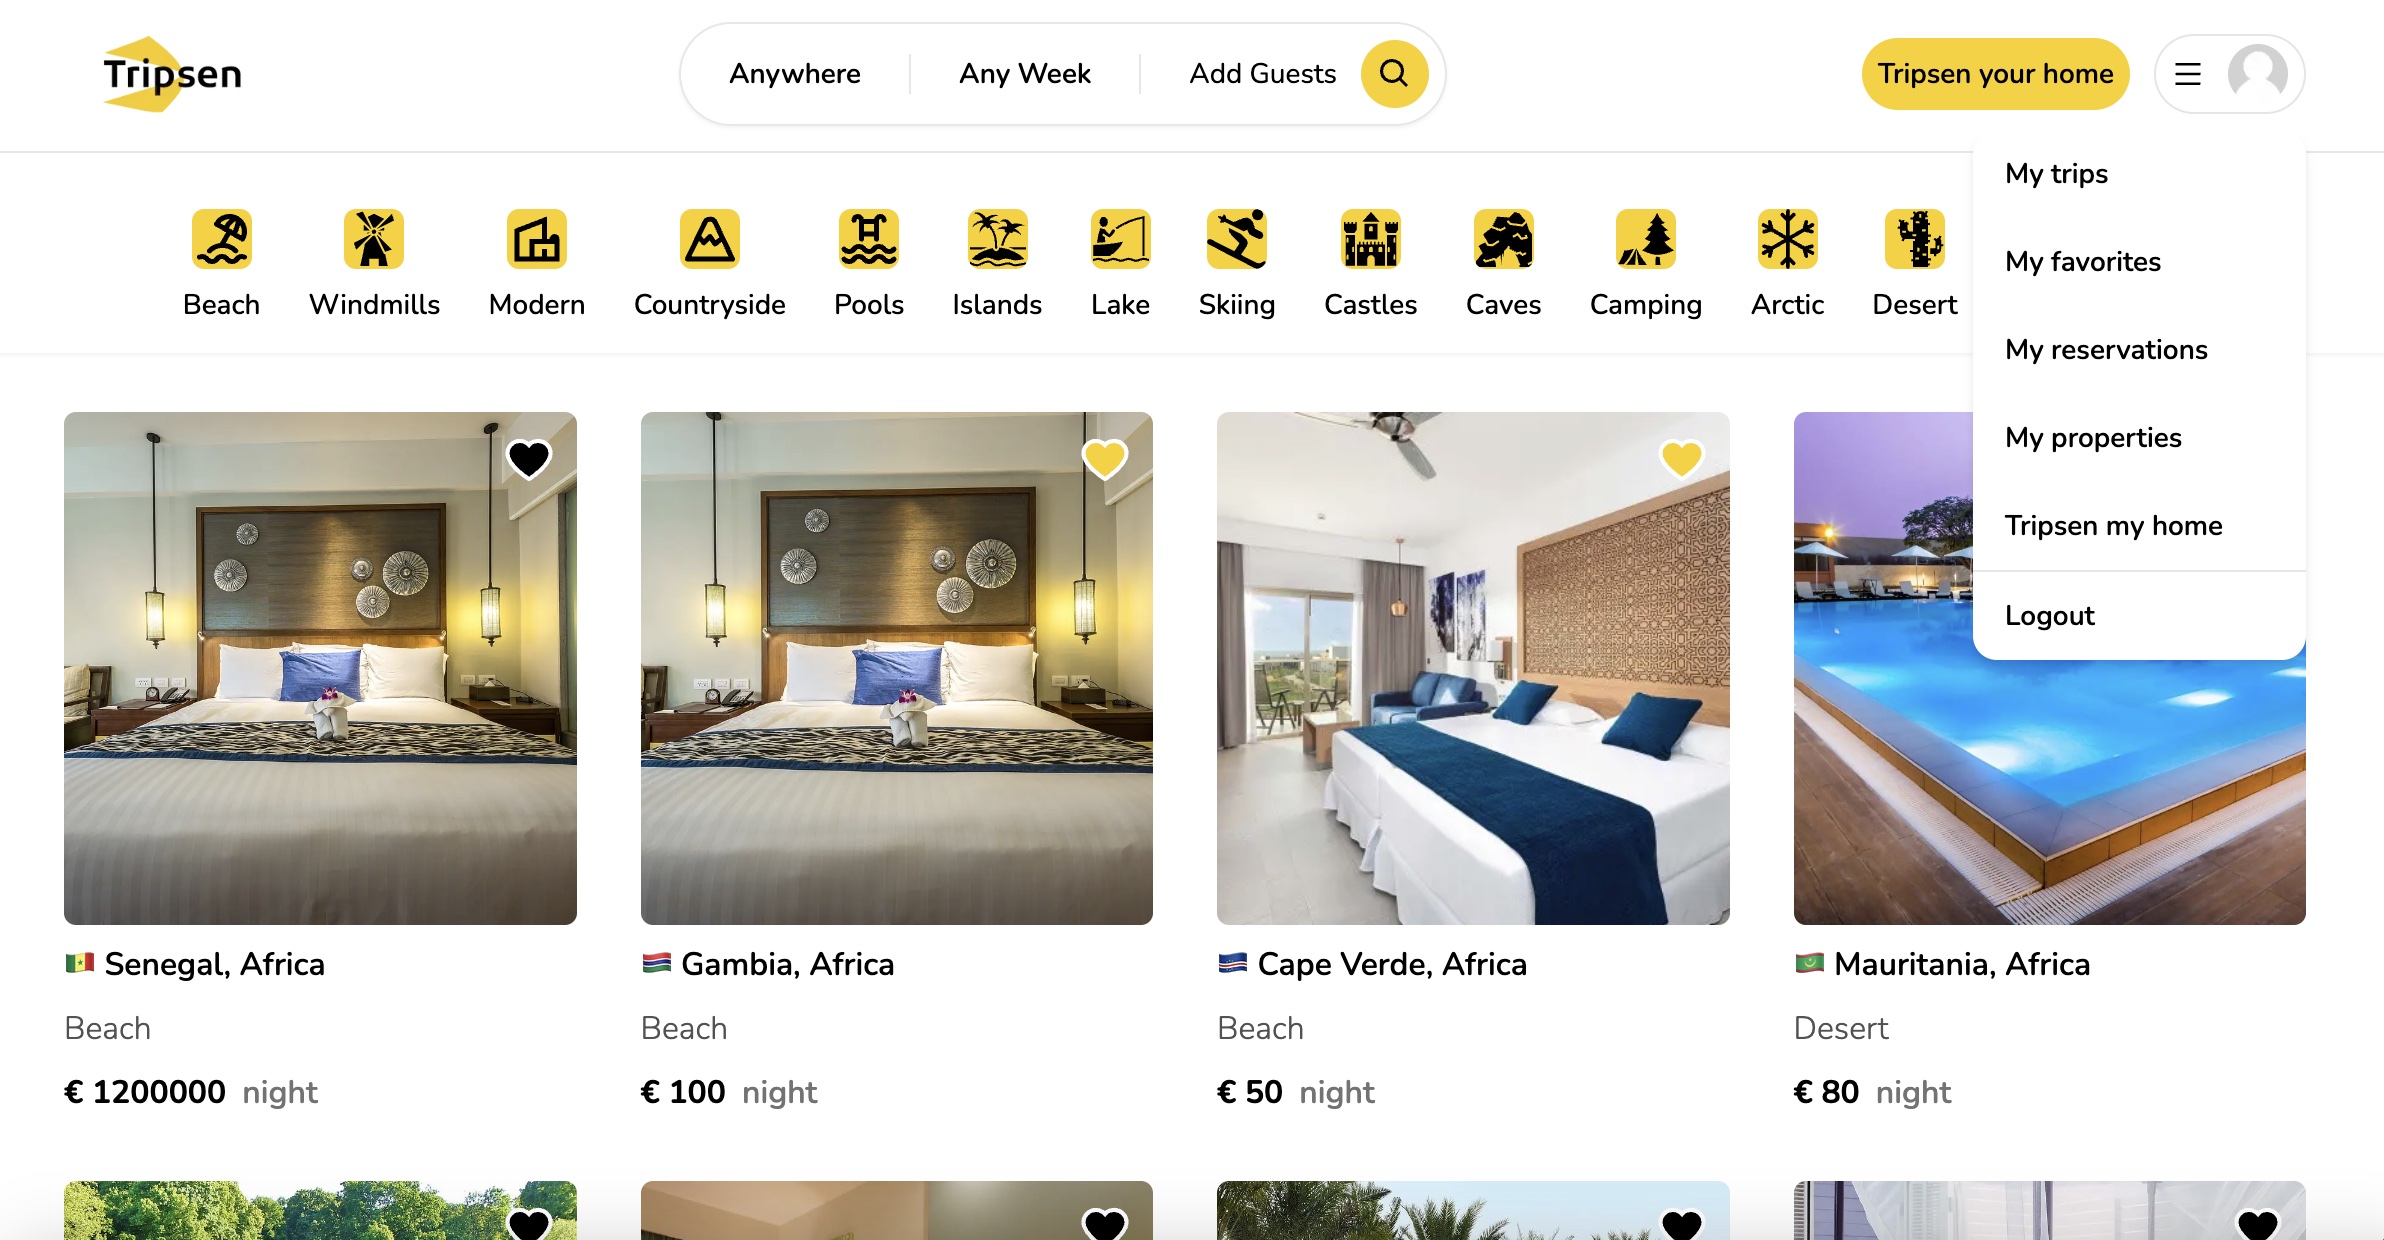 Tripsen
Anywhere
Any Week
Add Guests
Tripsen your home
My trips
My favorites
My reservations
My properties
Tripsen my home
Logout
Beach
Windmills
Modern
Countryside
Pools
Islands
Lake
Skiing
Castles
Caves
Camping
Arctic
Desert
Senegal, Africa
Beach
€ 1200000 night
Gambia, Africa
Beach
€ 100 night
Cape Verde, Africa
Beach
€ 50 night
Mauritania, Africa
Desert
€ 80 night